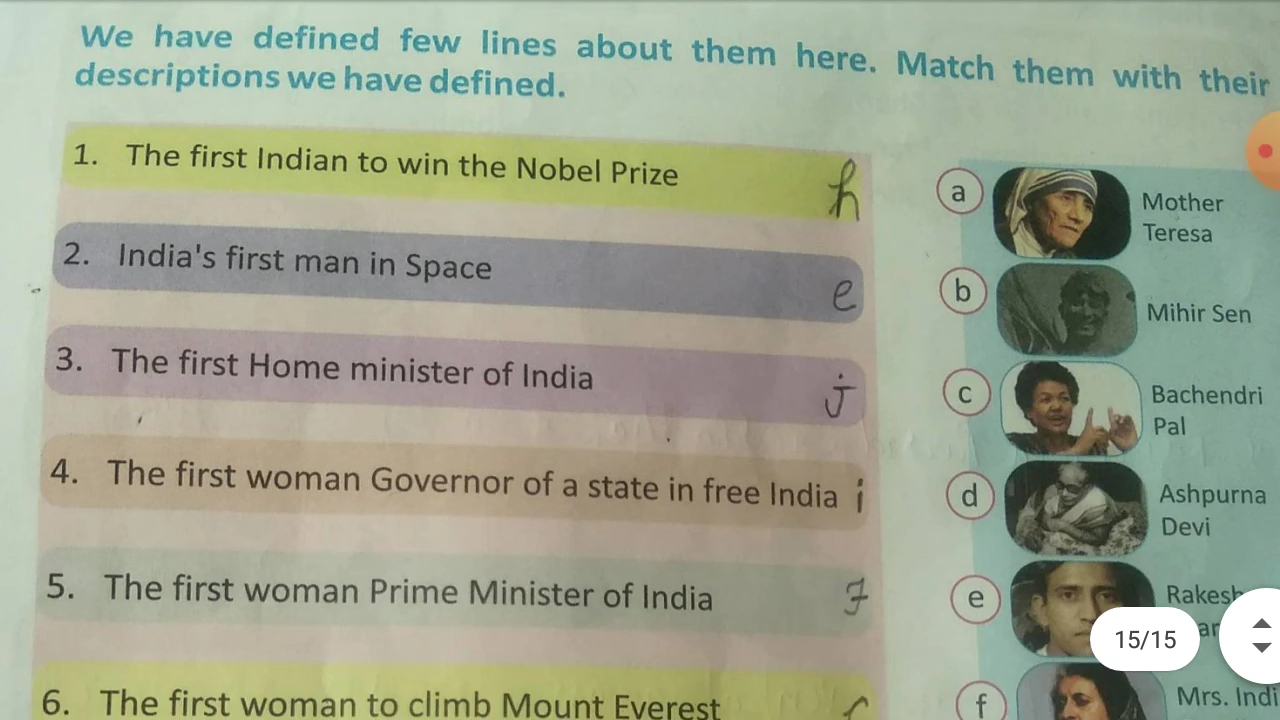 We have defined few lines about them here. Match them with their
descriptions we have defined.
1. The first Indian to win the Nobel Prize h
2. India's first man in Space e
3. The first Home minister of India j
4. The first woman Governor of a state in free India i
5. The first woman Prime Minister of India f
6. The first woman to climb Mount Everest
a Mother
Teresa
b Mihir Sen
c Bachendri
Pal
d Ashpurna
Devi
e Rakesh
15/15
f Mrs.